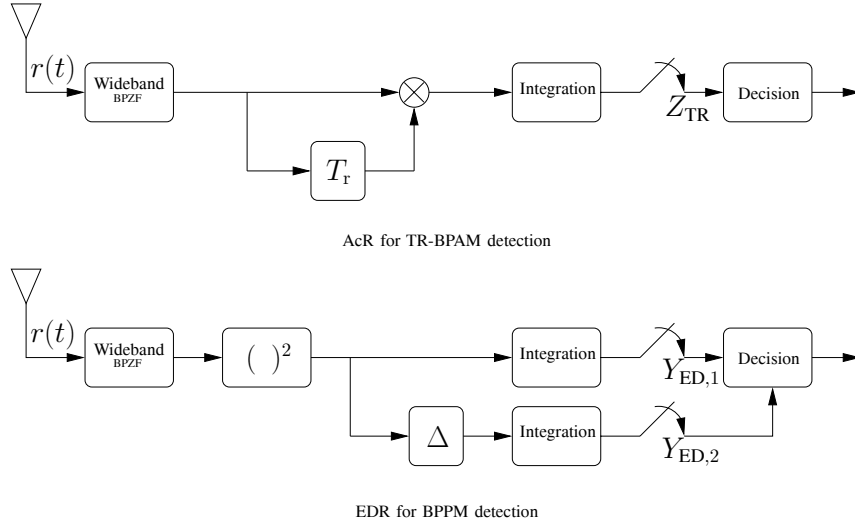 r(t)
Wideband
BPZF
T_r
Integration
Z_TR
Decision
AcR for TR-BPAM detection
r(t)
Wideband
BPZF
( )²
Integration
Y_ED,1
Decision
Δ
Integration
Y_ED,2
EDR for BPPM detection